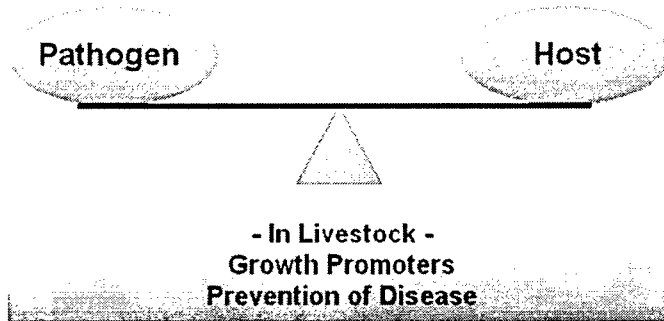 Pathogen
Host
- In Livestock -
Growth Promoters
Prevention of Disease